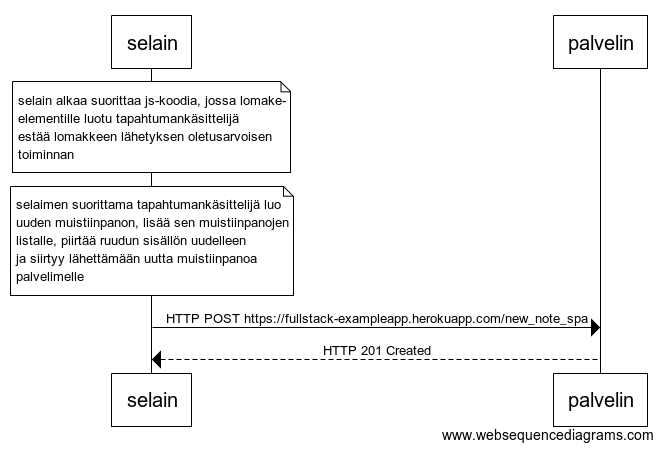 selain
palvelin
selain alkaa suorittaa js-koodia, jossa lomake-
elementille luotu tapahtumankäsittelijä
estää lomakkeen lähetyksen oletusarvoisen
toiminnan
selaimen suorittama tapahtumankäsittelijä luo
uuden muistiinpanon, lisää sen muistiinpanojen
listalle, piirtää ruudun sisällön uudelleen
ja siirtyy lähettämään uutta muistiinpanoa
palvelimelle
HTTP POST https://fullstack-exampleapp.herokuapp.com/new_note_spa
HTTP 201 Created
selain
palvelin
www.websequencediagrams.com